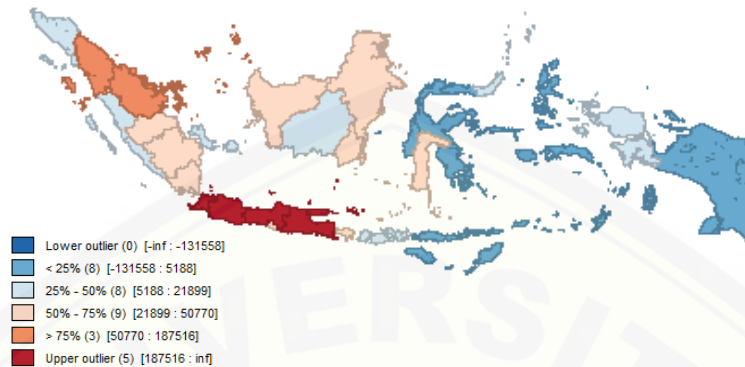 Lower outlier (0) [-inf : -131558]
< 25% (8) [-131558 : 5188]
25% - 50% (8) [5188 : 21899]
50% - 75% (9) [21899 : 50770]
> 75% (3) [50770 : 187516]
Upper outlier (5) [187516 : inf]
VERSIT